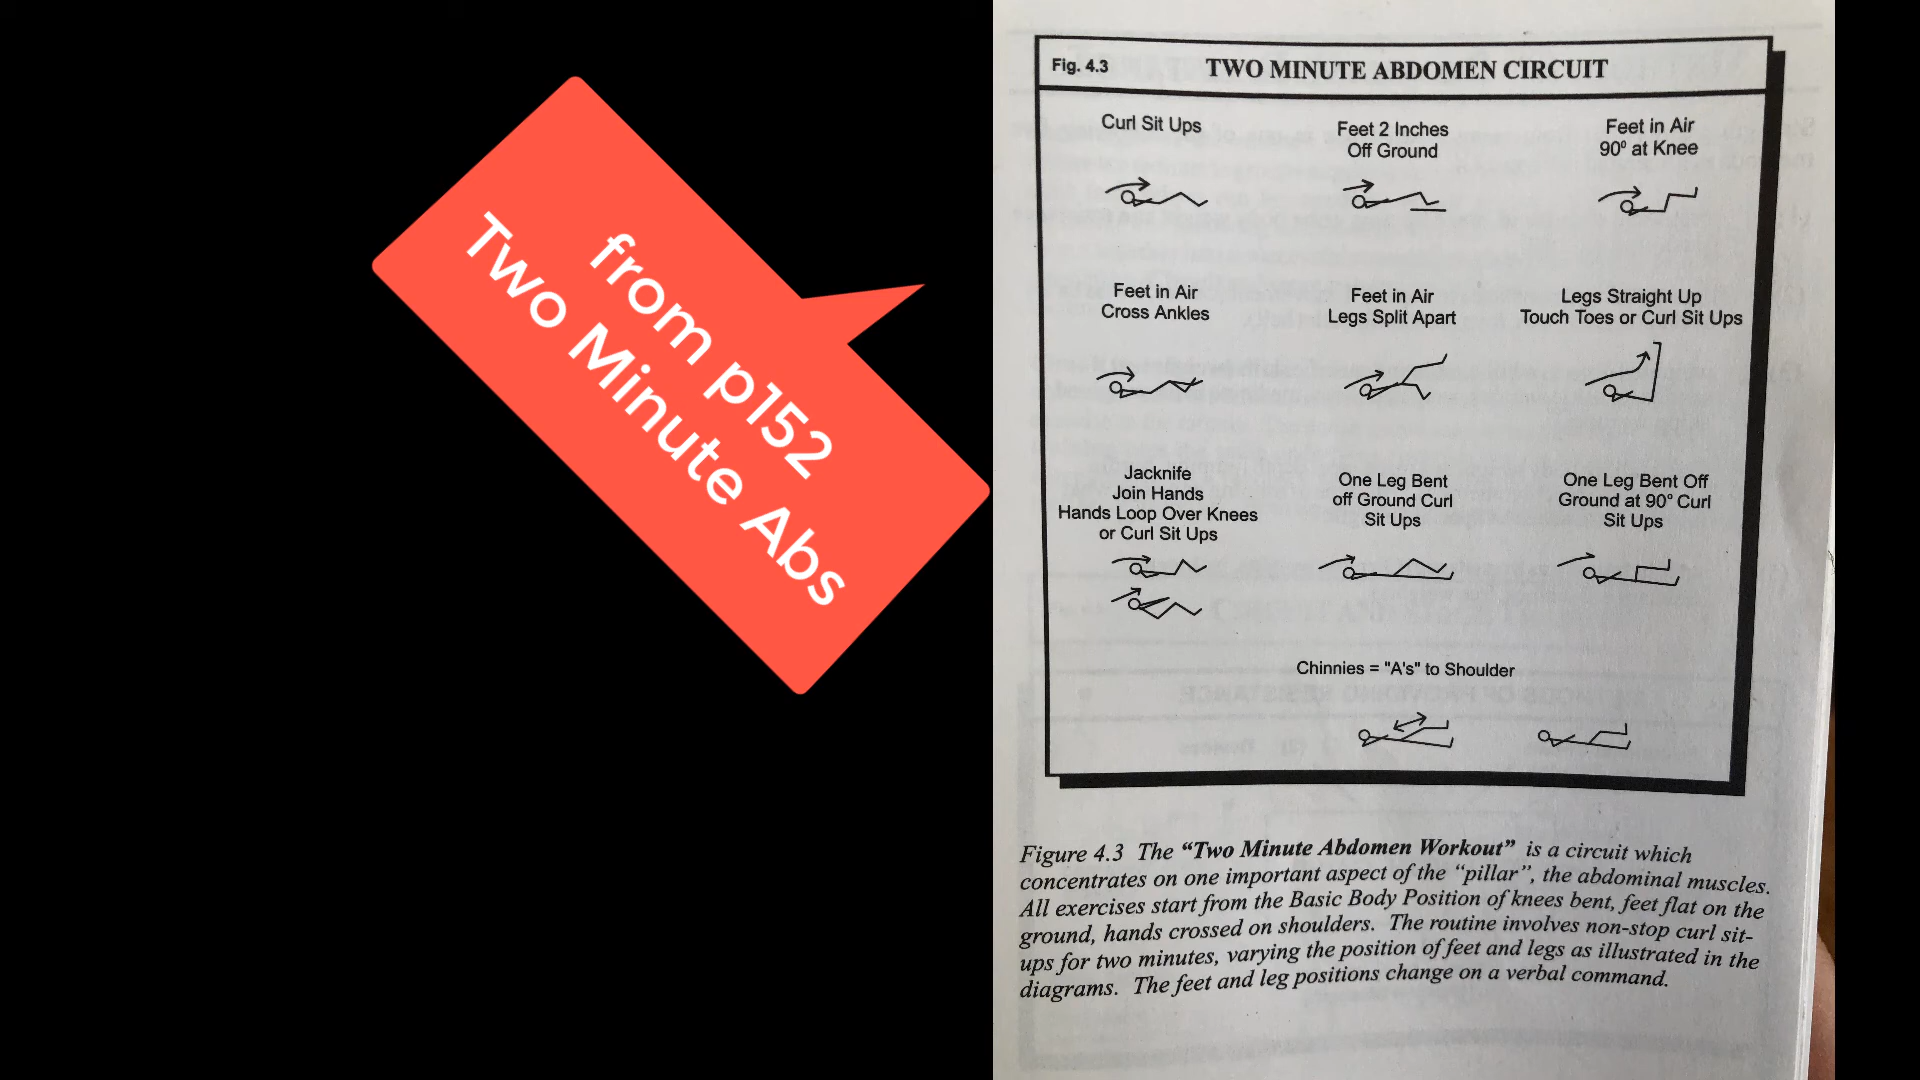 from p152
Two Minute Abs
Fig. 4.3
TWO MINUTE ABDOMEN CIRCUIT
Curl Sit Ups
Feet 2 Inches
Off Ground
Feet in Air
90º at Knee
Feet in Air
Cross Ankles
Feet in Air
Legs Split Apart
Legs Straight Up
Touch Toes or Curl Sit Ups
Jacknife
Join Hands
Hands Loop Over Knees
or Curl Sit Ups
One Leg Bent
off Ground Curl
Sit Ups
One Leg Bent Off
Ground at 90º Curl
Sit Ups
Chinnies = "A's" to Shoulder
Figure 4.3 The “Two Minute Abdomen Workout” is a circuit which
concentrates on one important aspect of the “pillar”, the abdominal muscles.
All exercises start from the Basic Body Position of knees bent, feet flat on the
ground, hands crossed on shoulders. The routine involves non-stop curl sit-
ups for two minutes, varying the position of feet and legs as illustrated in the
diagrams. The feet and leg positions change on a verbal command.